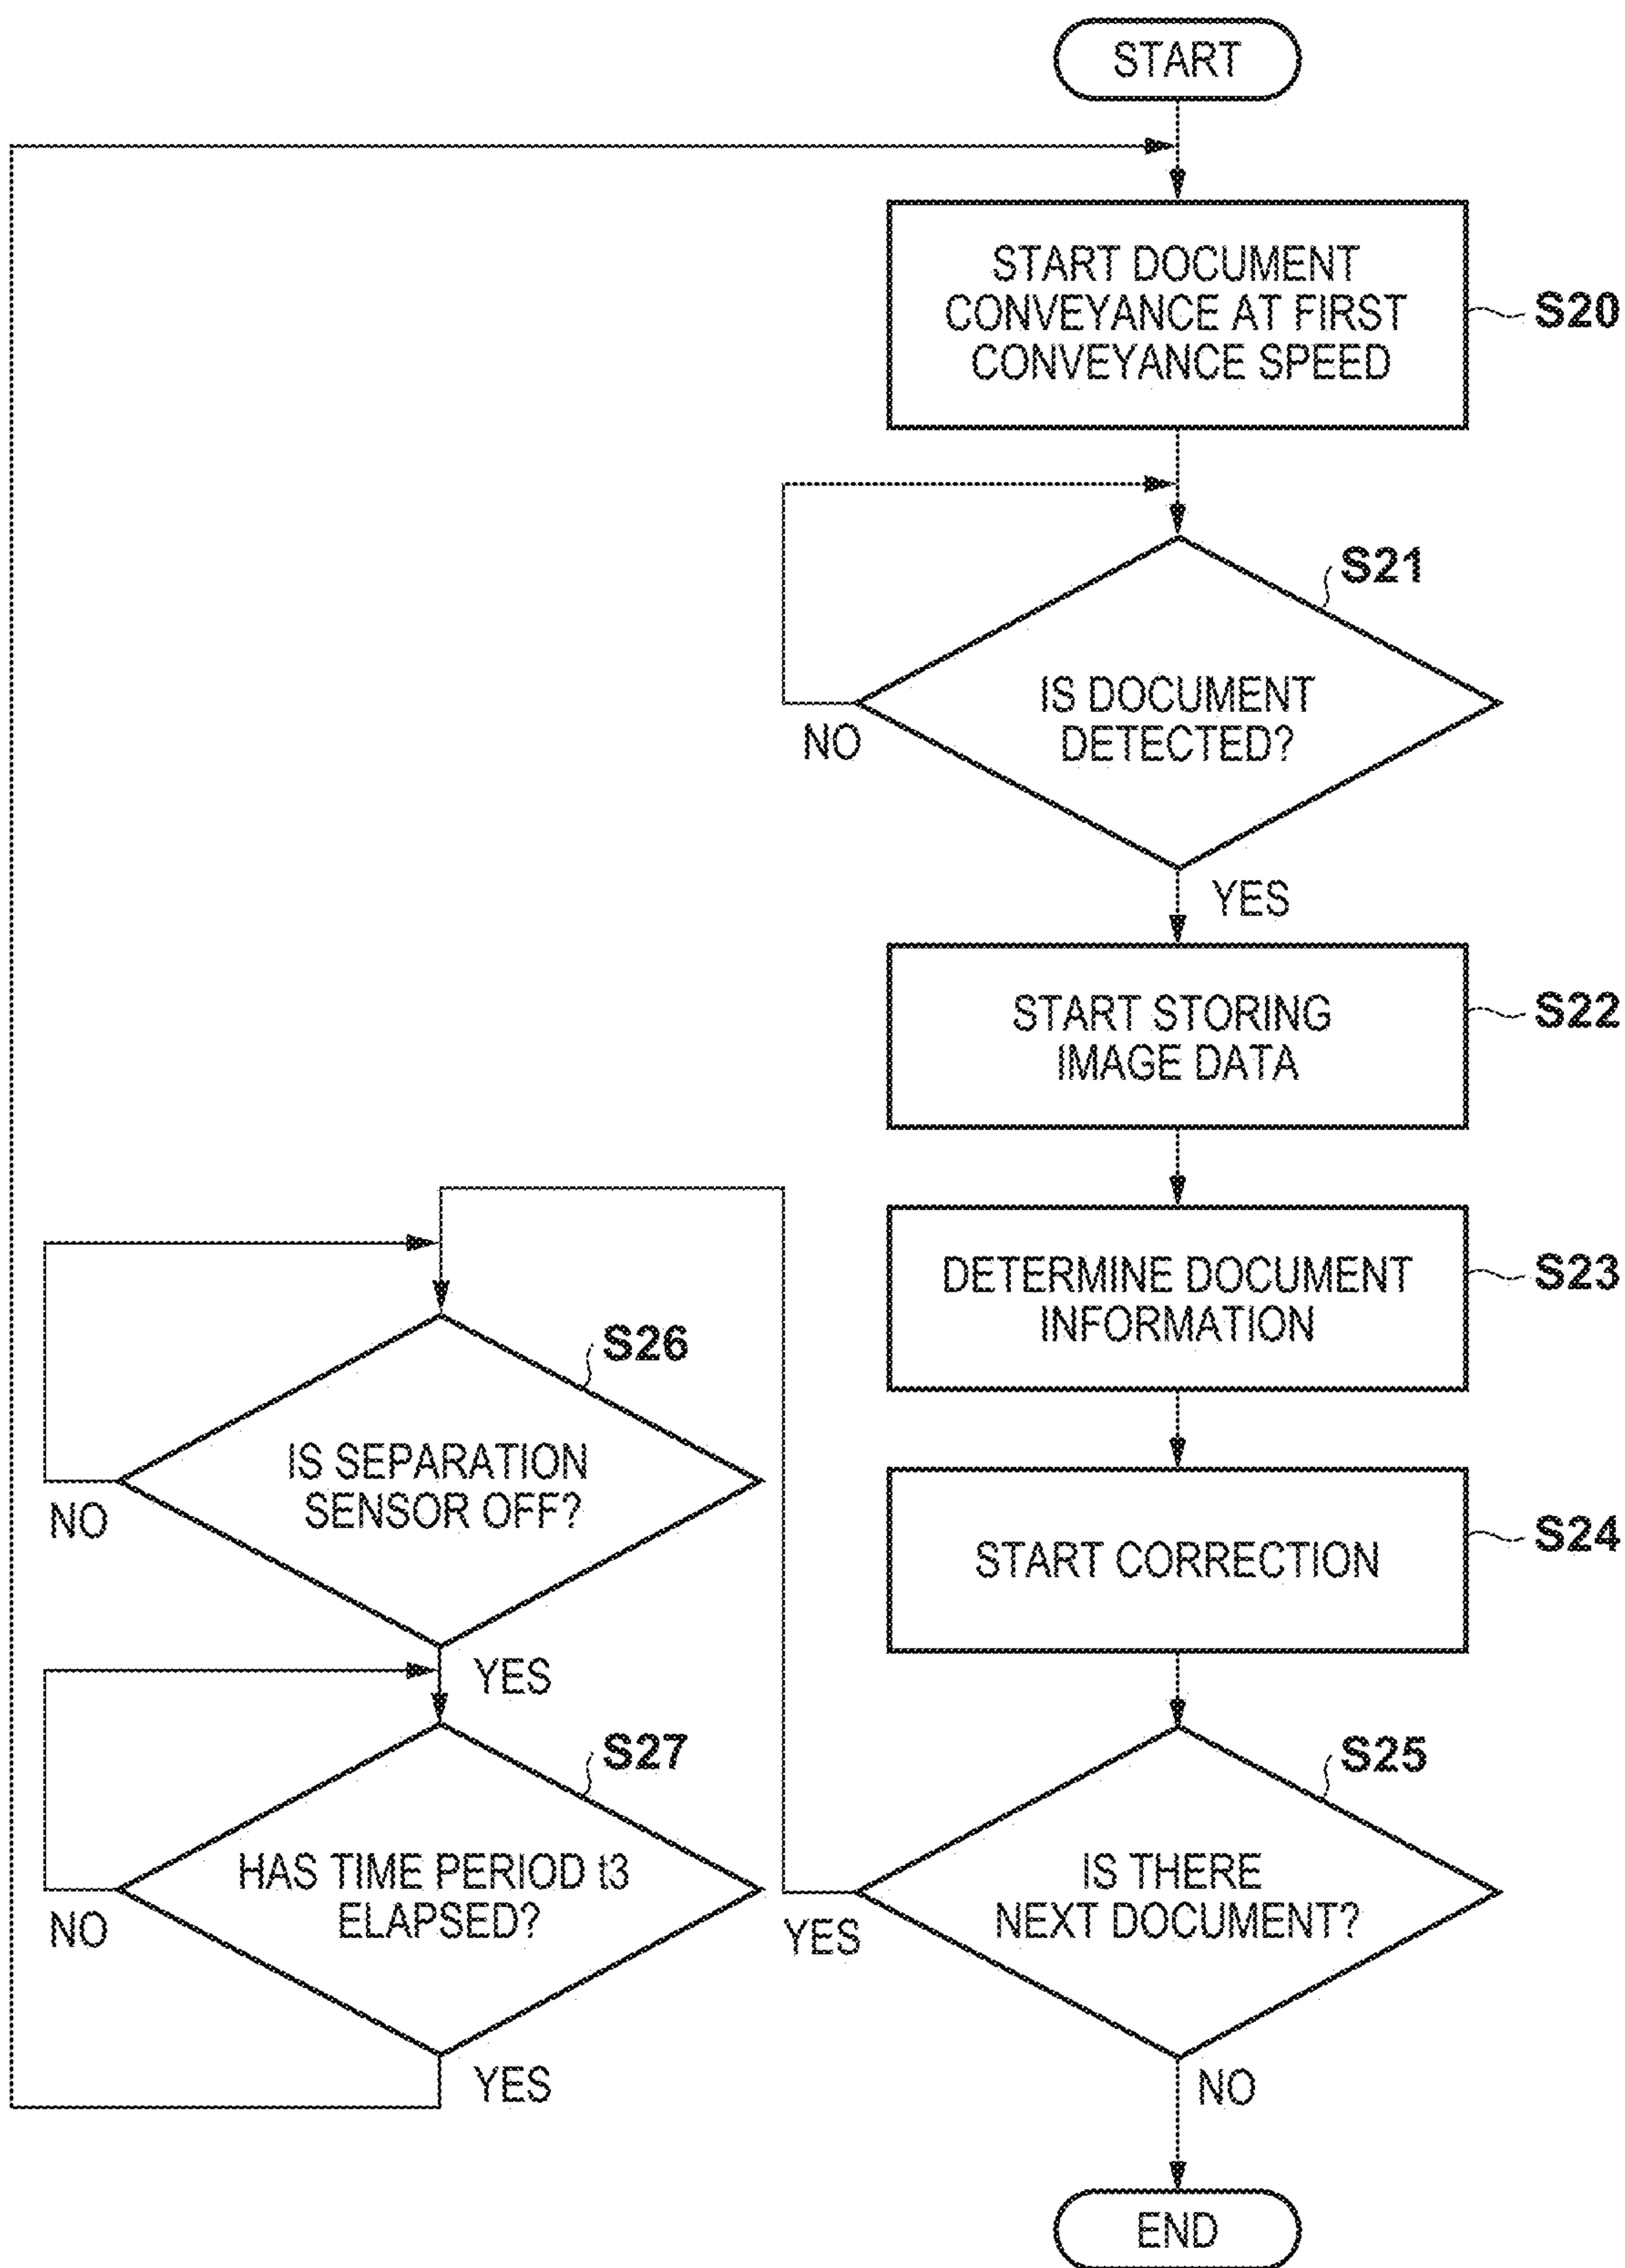 START
START DOCUMENT
CONVEYANCE AT FIRST
CONVEYANCE SPEED
S20
S21
IS DOCUMENT
DETECTED?
NO
YES
START STORING
IMAGE DATA
S22
DETERMINE DOCUMENT
INFORMATION
S23
START CORRECTION
S24
S25
IS THERE
NEXT DOCUMENT?
YES
NO
S26
IS SEPARATION
SENSOR OFF?
NO
YES
S27
HAS TIME PERIOD t3
ELAPSED?
NO
YES
END